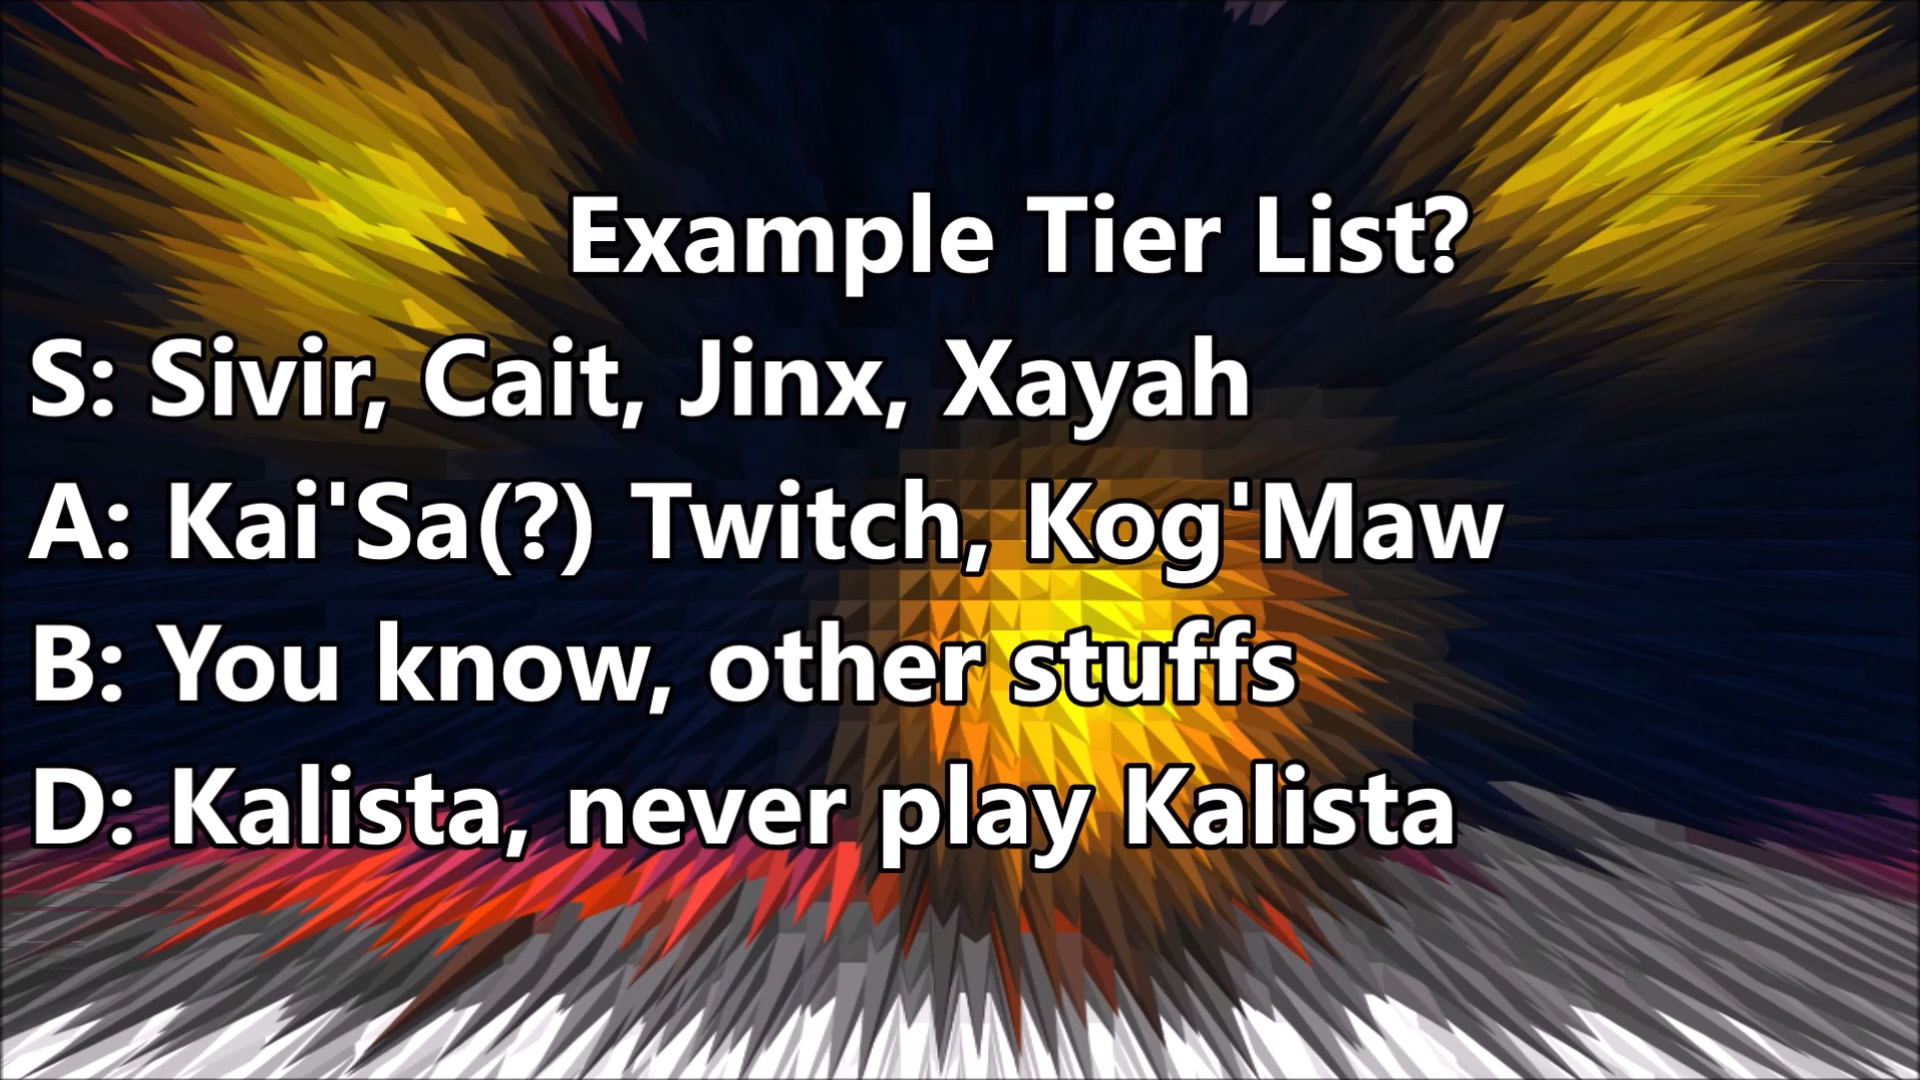 Example Tier List?
S: Sivir, Cait, Jinx, Xayah
A: Kai'Sa(?) Twitch, Kog'Maw
B: You know, other stuffs
D: Kalista, never play Kalista